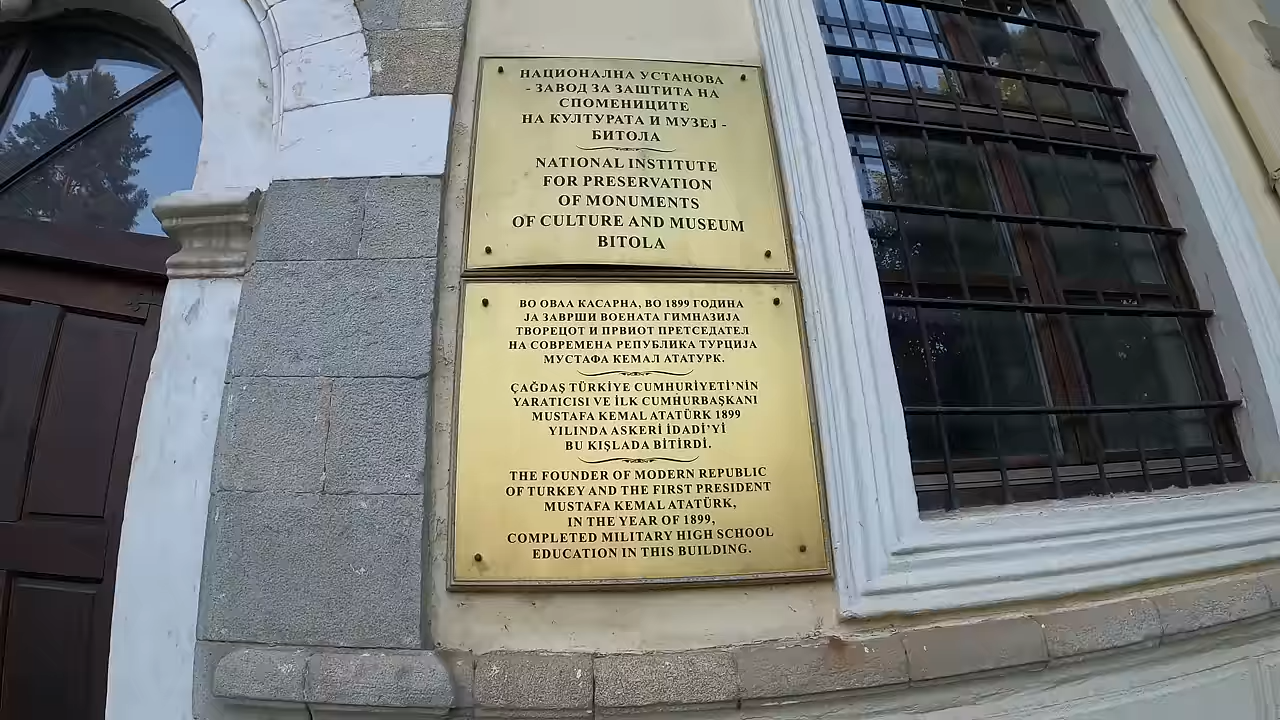 НАЦИОНАЛНА УСТАНОВА
- ЗАВОД ЗА ЗАШТИТА НА
СПОМЕНИЦИТЕ
НА КУЛТУРАТА И МУЗЕЈ -
БИТОЛА
NATIONAL INSTITUTE
FOR PRESERVATION
OF MONUMENTS
OF CULTURE AND MUSEUM
BITOLA
ВО ОВАА КАСАРНА, ВО 1899 ГОДИНА
ЈА ЗАВРШИ ВОЕНАТА ГИМНАЗИЈА
ТВОРЕЦОТ И ПРВИОТ ПРЕТСЕДАТЕЛ
НА СОВРЕМЕНА РЕПУБЛИКА ТУРЦИЈА
МУСТАФА КЕМАЛ АТАТУРК.
ÇAĞDAŞ TÜRKİYE CUMHURİYETİ'NİN
YARATICISI VE İLK CUMHURBAŞKANI
MUSTAFA KEMAL ATATÜRK 1899
YILINDA ASKERİ İDADİ'Yİ
BU KIŞLADA BİTİRDİ.
THE FOUNDER OF MODERN REPUBLIC
OF TURKEY AND THE FIRST PRESIDENT
MUSTAFA KEMAL ATATÜRK,
IN THE YEAR OF 1899,
COMPLETED MILITARY HIGH SCHOOL
EDUCATION IN THIS BUILDING.